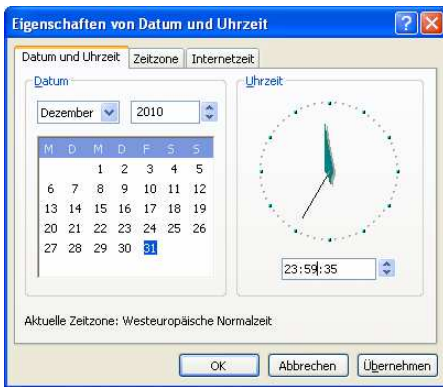 Eigenschaften von Datum und Uhrzeit
Datum und Uhrzeit Zeitzone Internetzeit
Datum
Dezember 2010
M D M D F S S
1 2 3 4 5
6 7 8 9 10 11 12
13 14 15 16 17 18 19
20 21 22 23 24 25 26
27 28 29 30 31
Uhrzeit
23:59:35
Aktuelle Zeitzone: Westeuropäische Normalzeit
OK Abbrechen Übernehmen